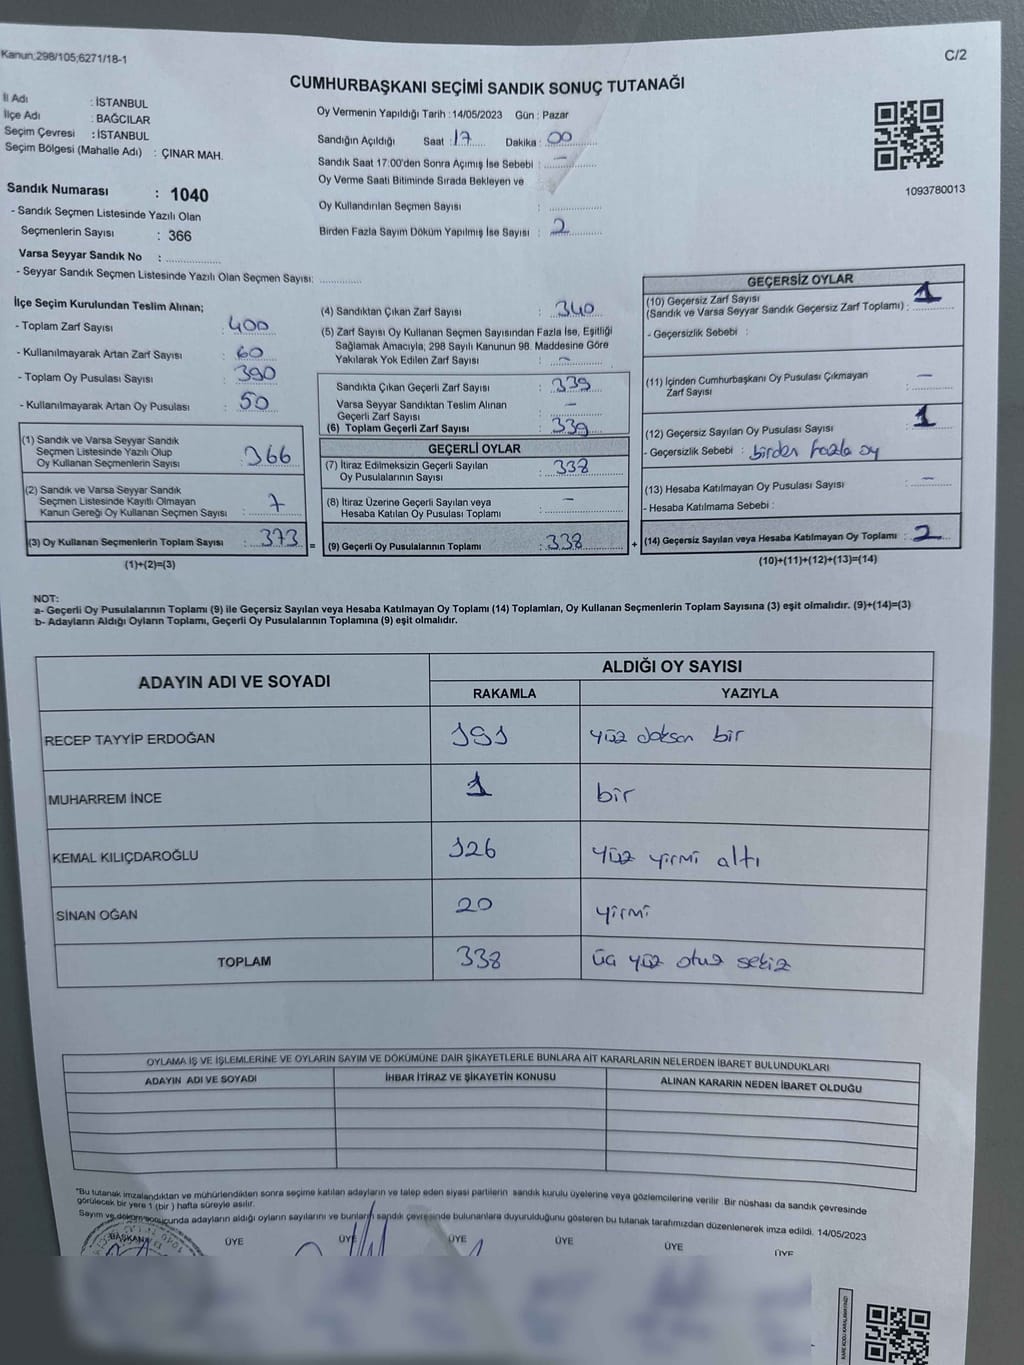 Kanun;298/105;6271/18-1
C/2
CUMHURBAŞKANI SEÇİMİ SANDIK SONUÇ TUTANAĞI
İl Adı : İSTANBUL
İlçe Adı : BAĞCILAR
Seçim Çevresi : İSTANBUL
Seçim Bölgesi (Mahalle Adı) : ÇINAR MAH.
Oy Vermenin Yapıldığı Tarih : 14/05/2023 Gün : Pazar
Sandığın Açıldığı Saat : 17 Dakika : 00
Sandık Saat 17:00'den Sonra Açımış İse Sebebi : –
Oy Verme Saati Bitiminde Sırada Bekleyen ve
Oy Kullandırılan Seçmen Sayısı :
Birden Fazla Sayım Döküm Yapılmış İse Sayısı : 2
1093780013
Sandık Numarası : 1040
- Sandık Seçmen Listesinde Yazılı Olan
Seçmenlerin Sayısı : 366
Varsa Seyyar Sandık No :
- Seyyar Sandık Seçmen Listesinde Yazılı Olan Seçmen Sayısı:
İlçe Seçim Kurulundan Teslim Alınan;
- Toplam Zarf Sayısı : 400
- Kullanılmayarak Artan Zarf Sayısı : 60
- Toplam Oy Pusulası Sayısı : 390
- Kullanılmayarak Artan Oy Pusulası : 50
(1) Sandık ve Varsa Seyyar Sandık
Seçmen Listesinde Yazılı Olup
Oy Kullanan Seçmenlerin Sayısı : 366
(2) Sandık ve Varsa Seyyar Sandık
Seçmen Listesinde Kayıtlı Olmayan
Kanun Gereği Oy Kullanan Seçmen Sayısı : 7
(3) Oy Kullanan Seçmenlerin Toplam Sayısı : 373
(1)+(2)=(3)
(4) Sandıktan Çıkan Zarf Sayısı : 340
(5) Zarf Sayısı Oy Kullanan Seçmen Sayısından Fazla İse, Eşitliği
Sağlamak Amacıyla; 298 Sayılı Kanunun 98. Maddesine Göre
Yakılarak Yok Edilen Zarf Sayısı : –
Sandıkta Çıkan Geçerli Zarf Sayısı : 339
Varsa Seyyar Sandıktan Teslim Alınan
Geçerli Zarf Sayısı : –
(6) Toplam Geçerli Zarf Sayısı : 339
GEÇERLİ OYLAR
(7) İtiraz Edilmeksizin Geçerli Sayılan
Oy Pusulalarının Sayısı : 338
(8) İtiraz Üzerine Geçerli Sayılan veya
Hesaba Katılan Oy Pusulası Toplamı : –
= (9) Geçerli Oy Pusulalarının Toplamı : 338
GEÇERSİZ OYLAR
(10) Geçersiz Zarf Sayısı
(Sandık ve Varsa Seyyar Sandık Geçersiz Zarf Toplamı) : 1
- Geçersizlik Sebebi :
(11) İçinden Cumhurbaşkanı Oy Pusulası Çıkmayan
Zarf Sayısı : –
(12) Geçersiz Sayılan Oy Pusulası Sayısı : 1
- Geçersizlik Sebebi : birden fazla oy
(13) Hesaba Katılmayan Oy Pusulası Sayısı : –
- Hesaba Katılmama Sebebi :
+ (14) Geçersiz Sayılan veya Hesaba Katılmayan Oy Toplamı : 2
(10)+(11)+(12)+(13)=(14)
NOT:
a- Geçerli Oy Pusulalarının Toplamı (9) ile Geçersiz Sayılan veya Hesaba Katılmayan Oy Toplamı (14) Toplamları, Oy Kullanan Seçmenlerin Toplam Sayısına (3) eşit olmalıdır. (9)+(14)=(3)
b- Adayların Aldığı Oyların Toplamı, Geçerli Oy Pusulalarının Toplamına (9) eşit olmalıdır.
ADAYIN ADI VE SOYADI
ALDIĞI OY SAYISI
RAKAMLA YAZIYLA
RECEP TAYYİP ERDOĞAN 191 yüz doksan bir
MUHARREM İNCE 1 bir
KEMAL KILIÇDAROĞLU 126 yüz yirmi altı
SİNAN OĞAN 20 yirmi
TOPLAM 338 üç yüz otuz sekiz
OYLAMA İŞ VE İŞLEMLERİNE VE OYLARIN SAYIM VE DÖKÜMÜNE DAİR ŞİKAYETLERLE BUNLARA AİT KARARLARIN NELERDEN İBARET BULUNDUKLARI
ADAYIN ADI VE SOYADI İHBAR İTİRAZ VE ŞİKAYETİN KONUSU ALINAN KARARIN NEDEN İBARET OLDUĞU
"Bu tutanak imzalandıktan ve mühürlendikten sonra seçime katılan adayların ve talep eden siyasi partilerin sandık kurulu üyelerine veya gözlemcilerine verilir. Bir nüshası da sandık çevresinde
görülecek bir yere 1 (bir) hafta süreyle asılır.
Sayım ve döküm sonucunda adayların aldığı oyların sayılarını ve bunların sandık çevresinde bulunanlara duyurulduğunu gösteren bu tutanak tarafımızdan düzenlenerek imza edildi. 14/05/2023
BAŞKAN ÜYE ÜYE ÜYE ÜYE ÜYE ÜYE